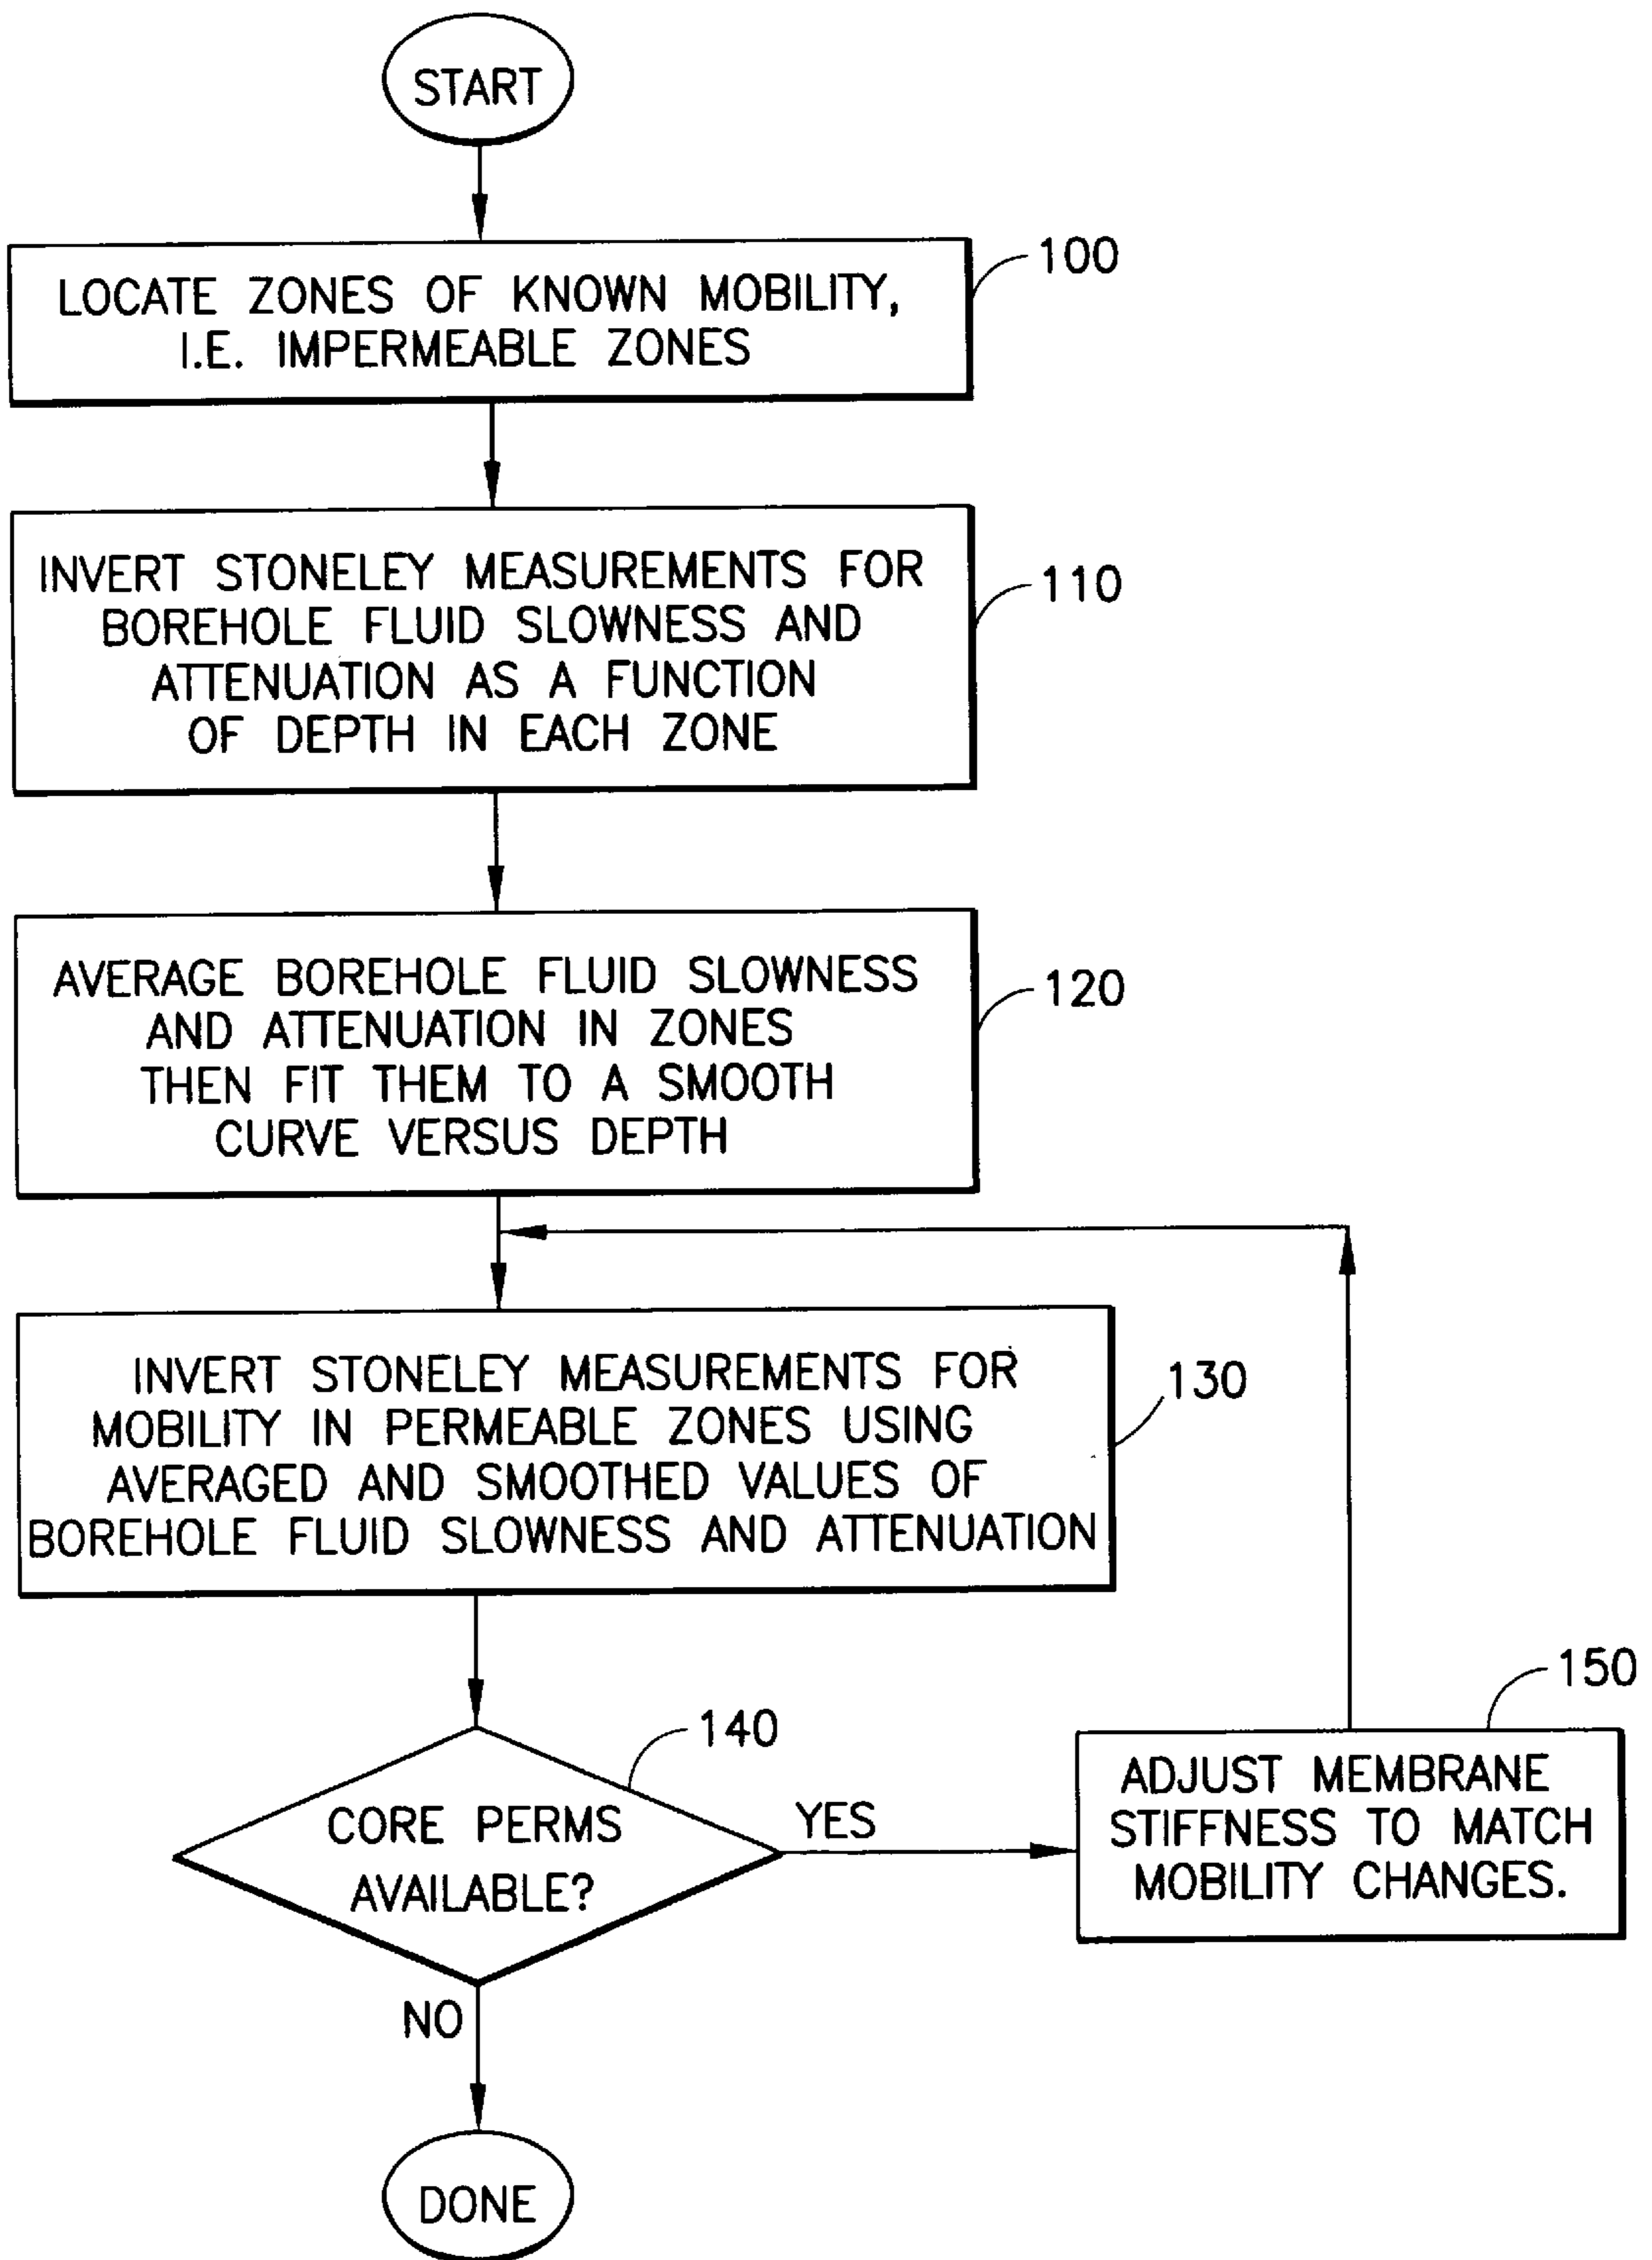 START
100
LOCATE ZONES OF KNOWN MOBILITY,
I.E. IMPERMEABLE ZONES
110
INVERT STONELEY MEASUREMENTS FOR
BOREHOLE FLUID SLOWNESS AND
ATTENUATION AS A FUNCTION
OF DEPTH IN EACH ZONE
120
AVERAGE BOREHOLE FLUID SLOWNESS
AND ATTENUATION IN ZONES
THEN FIT THEM TO A SMOOTH
CURVE VERSUS DEPTH
130
INVERT STONELEY MEASUREMENTS FOR
MOBILITY IN PERMEABLE ZONES USING
AVERAGED AND SMOOTHED VALUES OF
BOREHOLE FLUID SLOWNESS AND ATTENUATION
140
CORE PERMS
AVAILABLE?
YES
150
ADJUST MEMBRANE
STIFFNESS TO MATCH
MOBILITY CHANGES.
NO
DONE